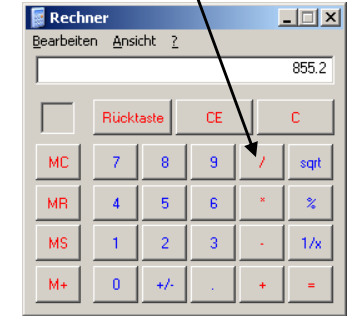 Rechner
Bearbeiten Ansicht ?
855.2
Rücktaste CE C
MC 7 8 9 / sqrt
MR 4 5 6 * %
MS 1 2 3 - 1/x
M+ 0 +/- . + =